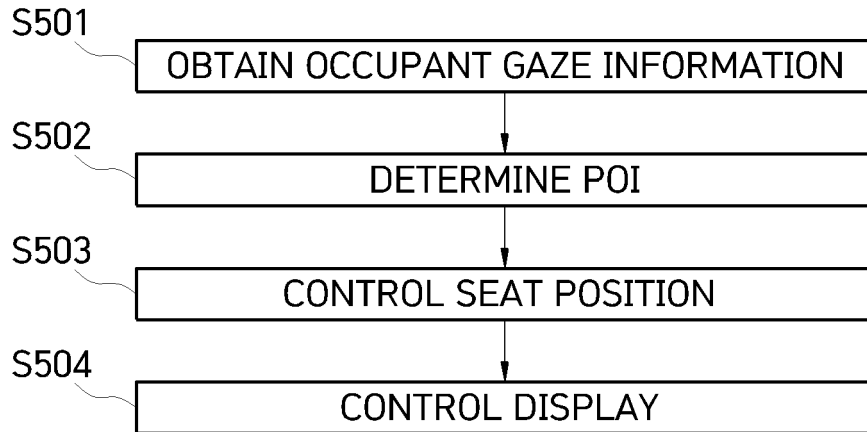 S501
OBTAIN OCCUPANT GAZE INFORMATION
S502
DETERMINE POI
S503
CONTROL SEAT POSITION
S504
CONTROL DISPLAY